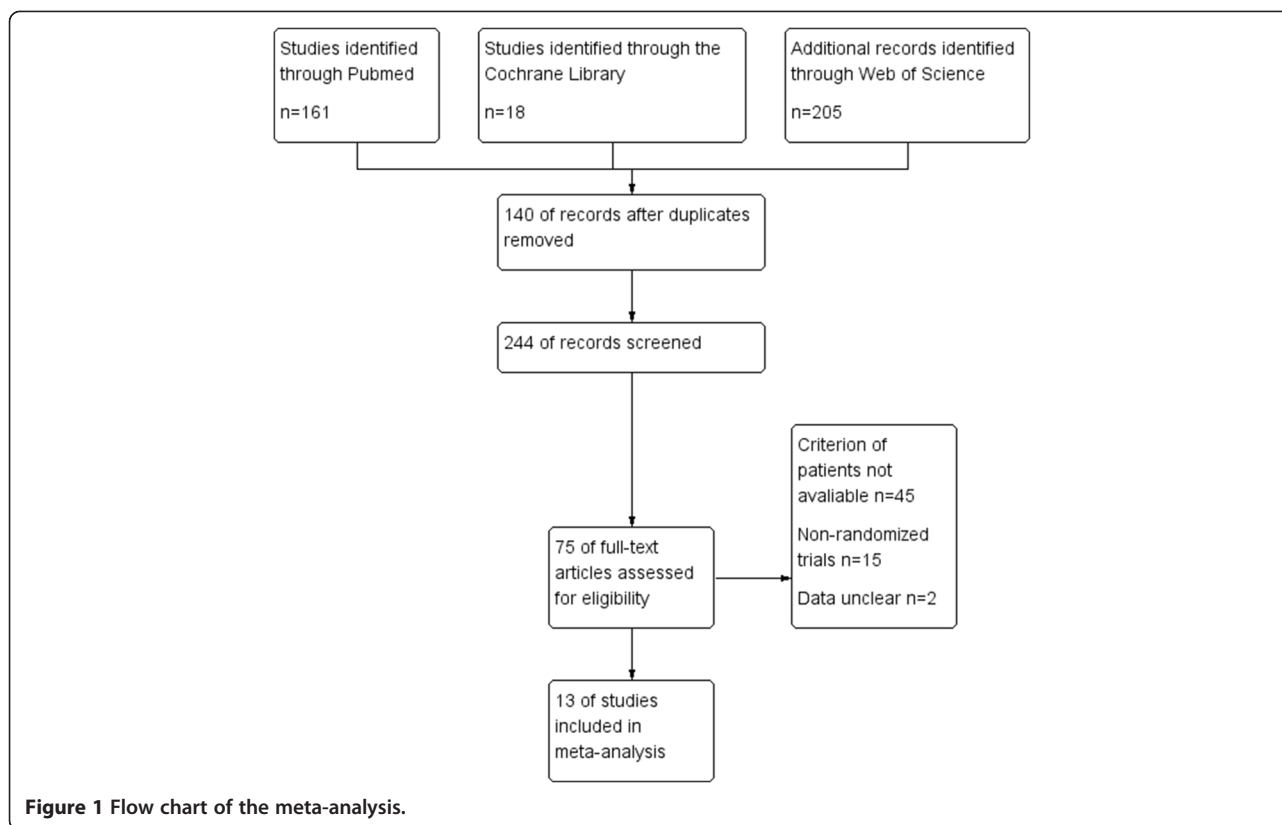 Studies identified
through Pubmed
n=161
Studies identified through the
Cochrane Library
n=18
Additional records identified
through Web of Science
n=205
140 of records after duplicates
removed
244 of records screened
Criterion of
patients not
avaliable n=45
Non-randomized
trials n=15
Data unclear n=2
75 of full-text
articles assessed
for eligibility
13 of studies
included in
meta-analysis
Figure 1 Flow chart of the meta-analysis.